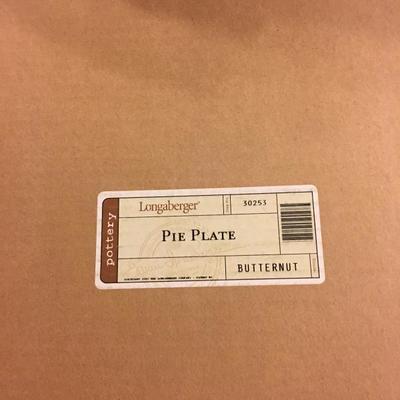 pottery
Longaberger®
30253
PIE PLATE
BUTTERNUT